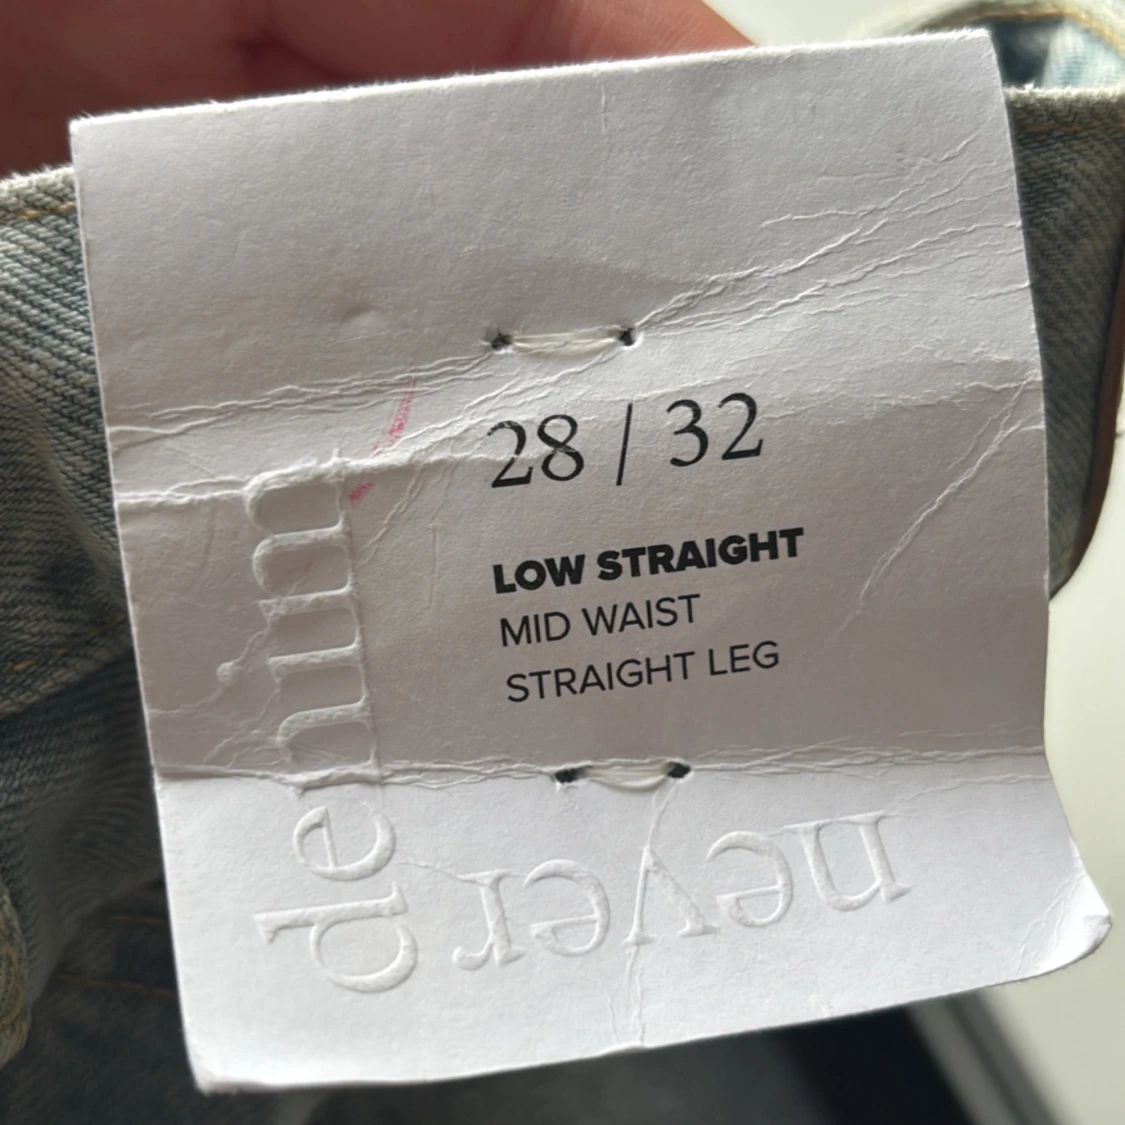 28 / 32
LOW STRAIGHT
MID WAIST
STRAIGHT LEG
denim
never